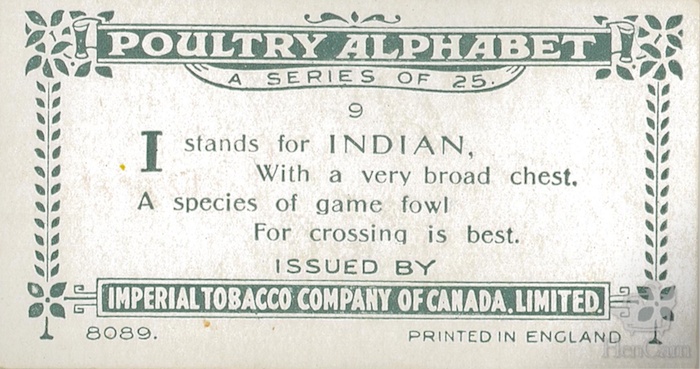 POULTRY ALPHABET
A SERIES OF 25.
9
I stands for INDIAN,
With a very broad chest.
A species of game fowl
For crossing is best.
ISSUED BY
IMPERIAL TOBACCO COMPANY OF CANADA, LIMITED.
8089.
PRINTED IN ENGLAND
HenCam